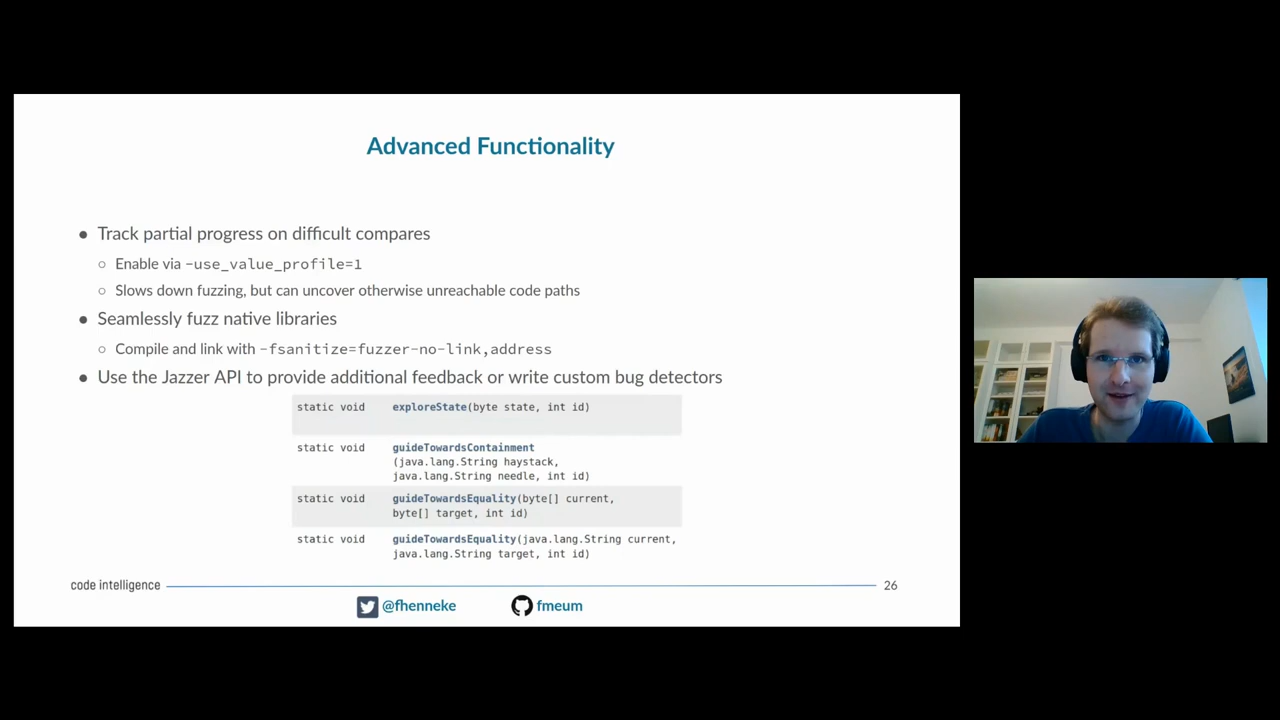 Advanced Functionality
● Track partial progress on difficult compares
○ Enable via -use_value_profile=1
○ Slows down fuzzing, but can uncover otherwise unreachable code paths
● Seamlessly fuzz native libraries
○ Compile and link with -fsanitize=fuzzer-no-link,address
● Use the Jazzer API to provide additional feedback or write custom bug detectors
static void exploreState(byte state, int id)
static void guideTowardsContainment
(java.lang.String haystack,
java.lang.String needle, int id)
static void guideTowardsEquality(byte[] current,
byte[] target, int id)
static void guideTowardsEquality(java.lang.String current,
java.lang.String target, int id)
code intelligence 26
@fhenneke fmeum